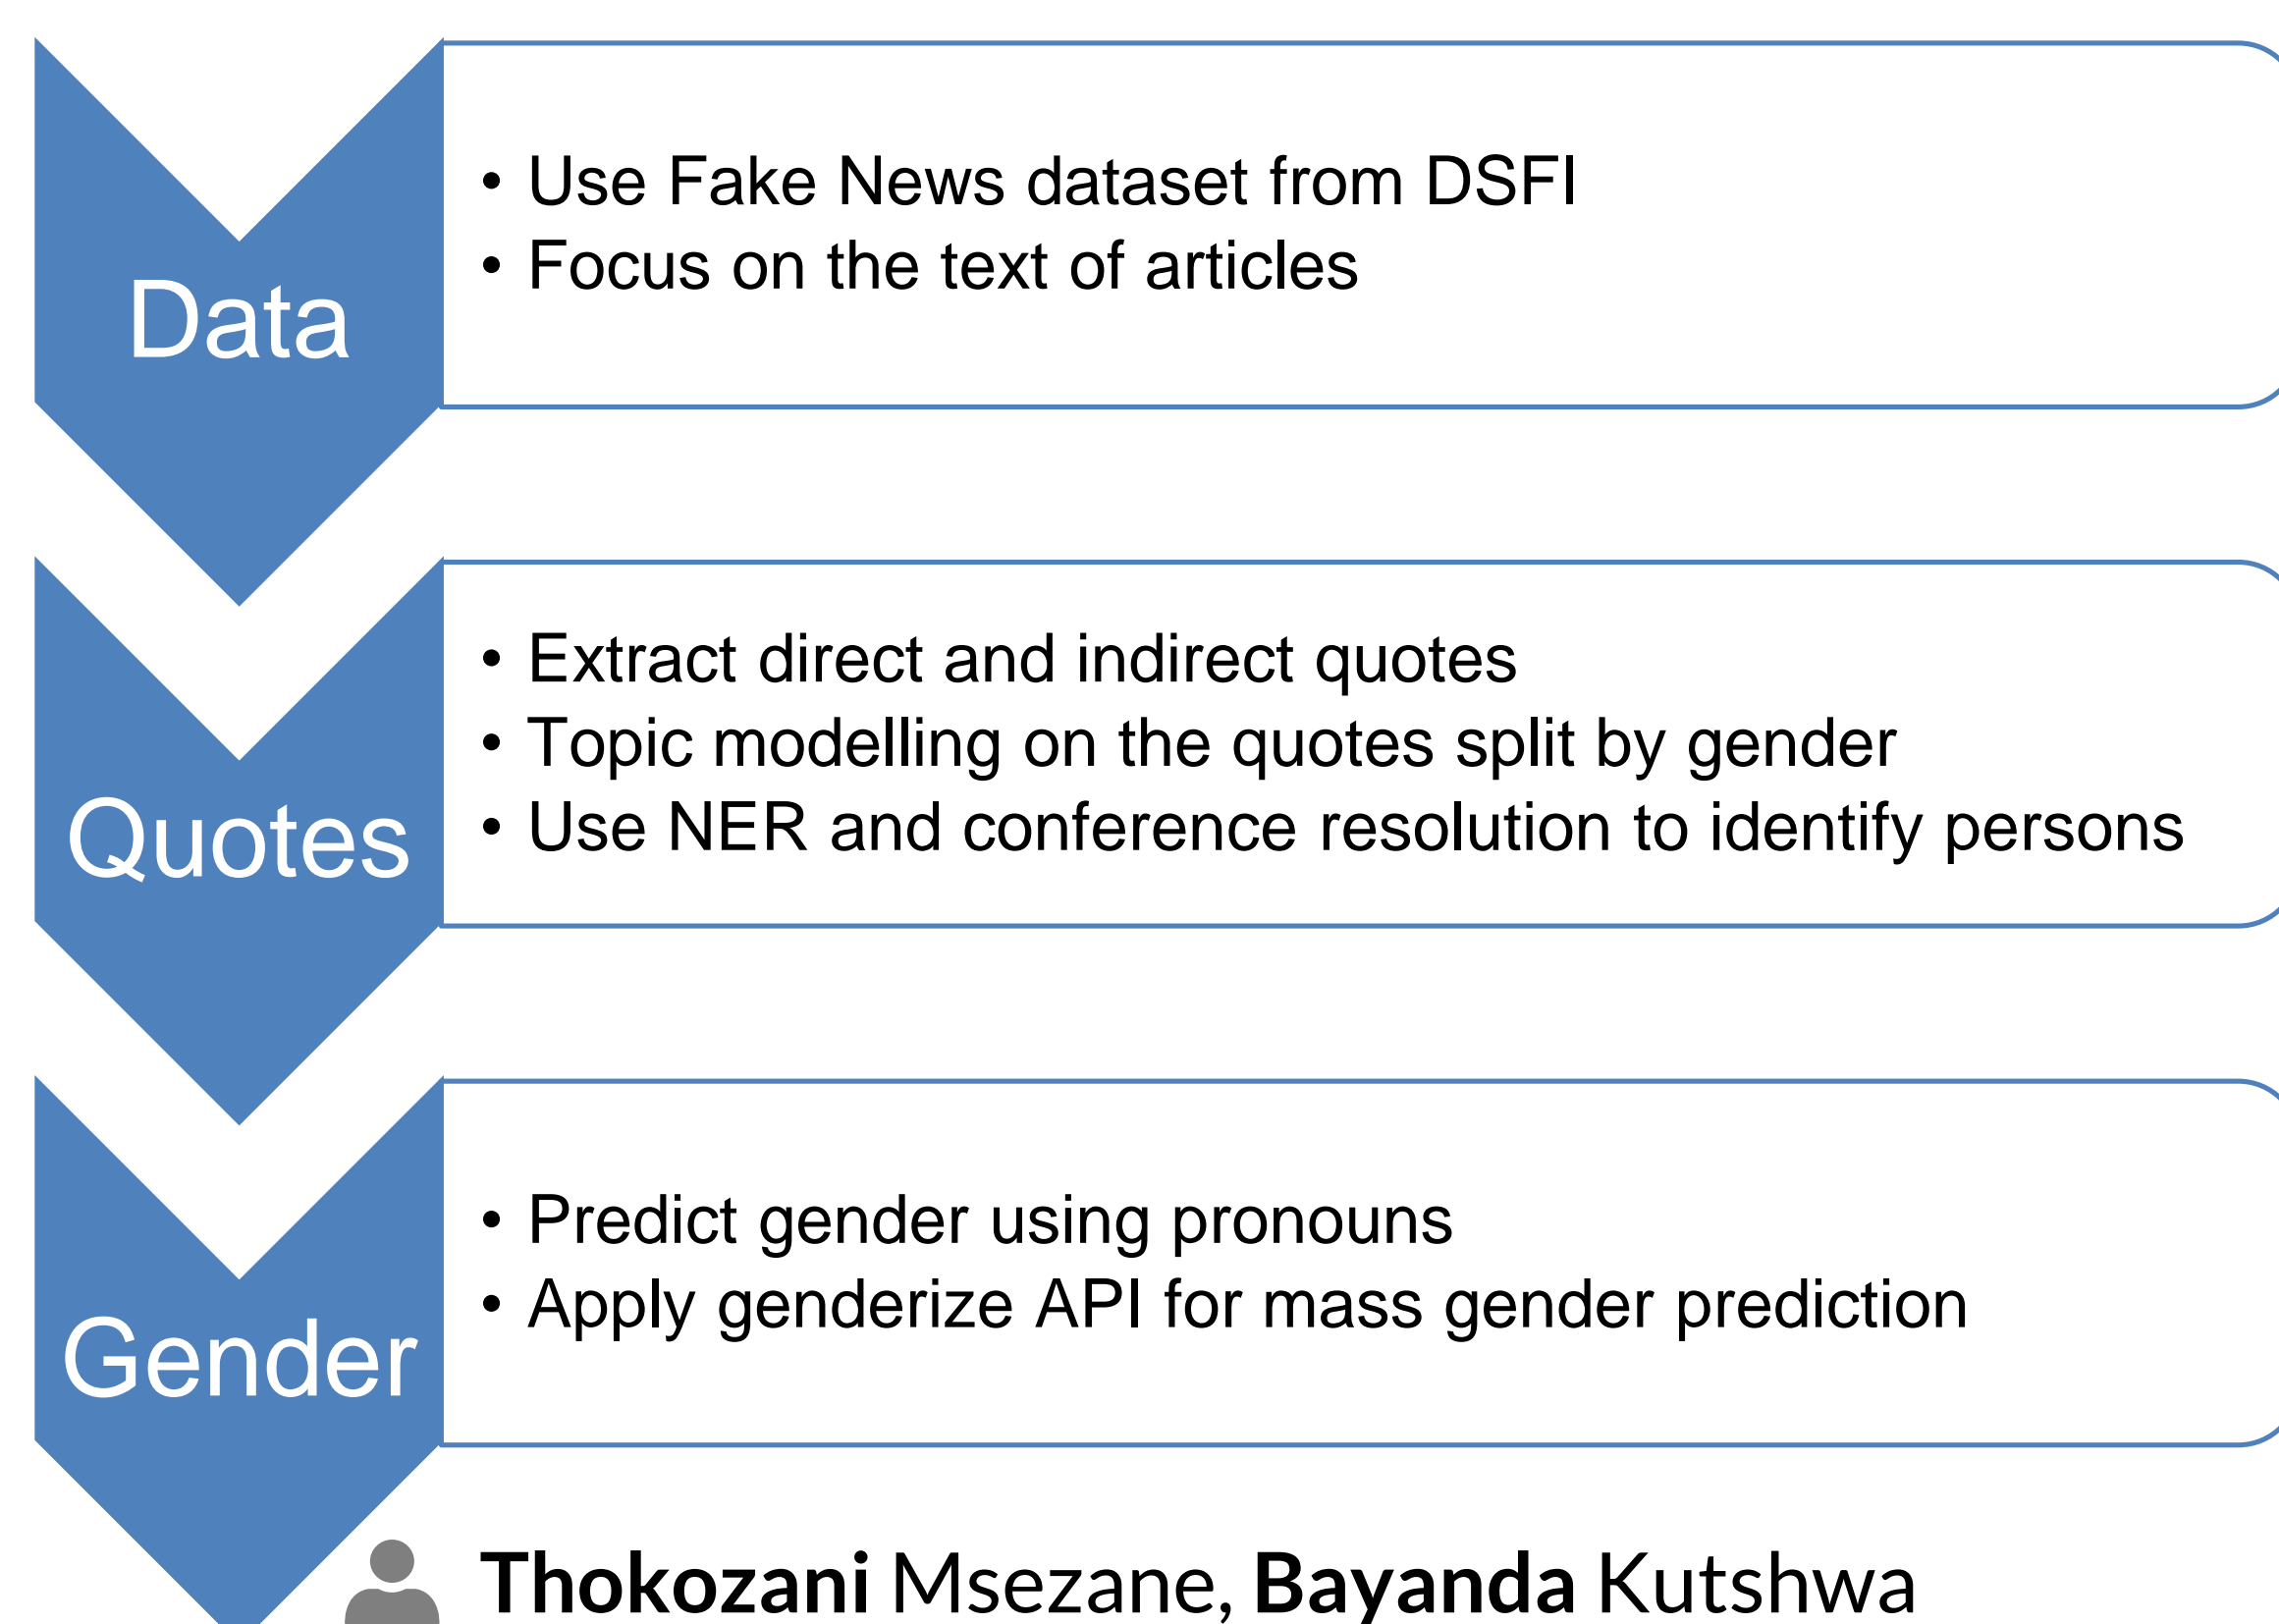 Data
• Use Fake News dataset from DSFI
• Focus on the text of articles
Quotes
• Extract direct and indirect quotes
• Topic modelling on the quotes split by gender
• Use NER and conference resolution to identify persons
Gender
• Predict gender using pronouns
• Apply genderize API for mass gender prediction
Thokozani Msezane, Bayanda Kutshwa